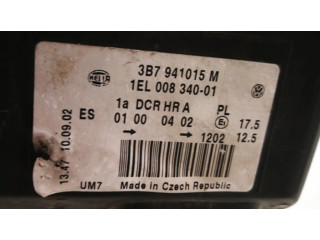 HELLA
3B7 941015 M
1EL 008 340-01
1a DCR HR A PL
ES 01 00 04 02 E1 17.5
→ → 1202 12.5
13.47 10.09.02
UM7 Made in Czech Republic